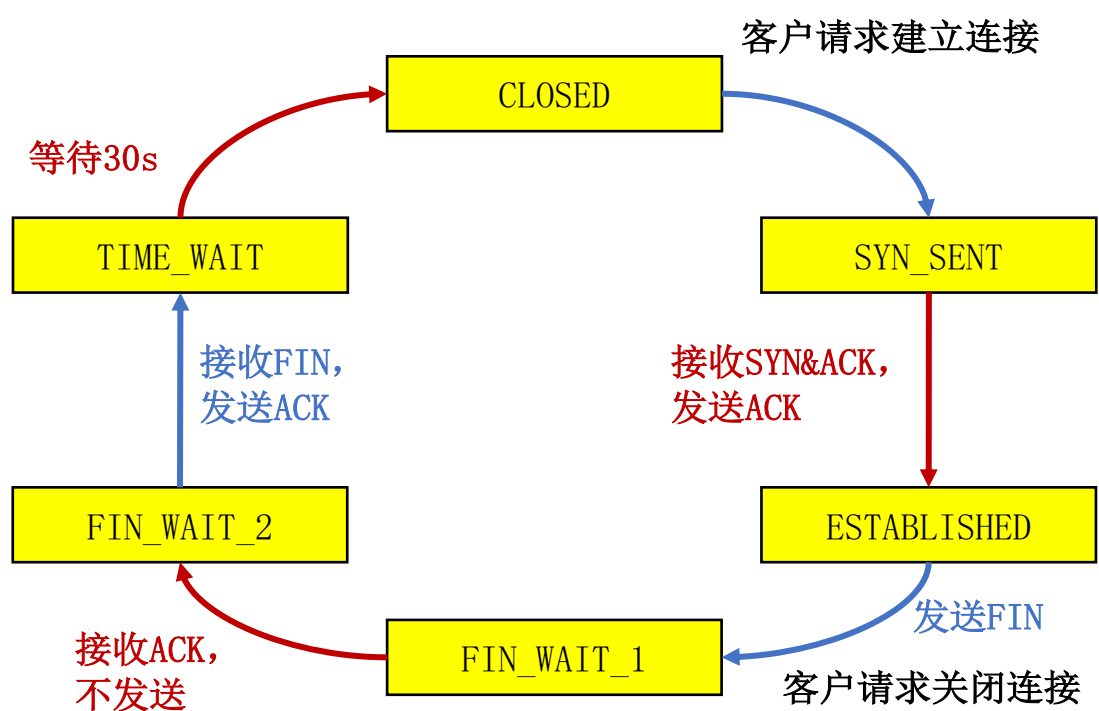 客户请求建立连接
CLOSED
等待30s
TIME_WAIT
SYN_SENT
接收FIN，
发送ACK
接收SYN&ACK，
发送ACK
FIN_WAIT_2
ESTABLISHED
发送FIN
接收ACK，
不发送
FIN_WAIT_1
客户请求关闭连接